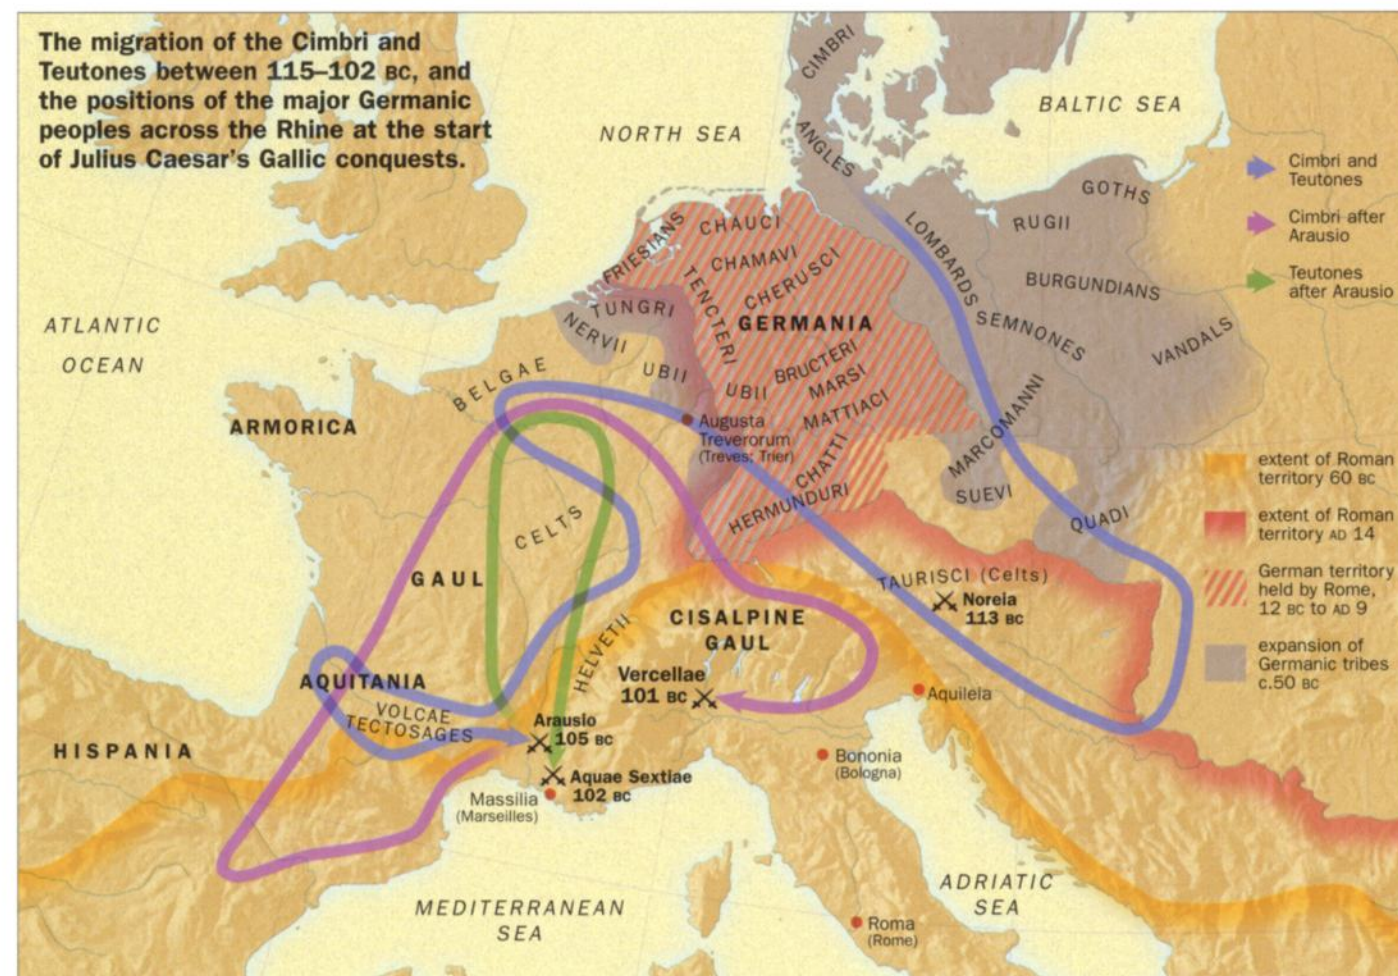 The migration of the Cimbri and
Teutones between 115–102 BC, and
the positions of the major Germanic
peoples across the Rhine at the start
of Julius Caesar's Gallic conquests.
NORTH SEA
BALTIC SEA
CIMBRI
ANGLES
GOTHS
RUGII
LOMBARDS
BURGUNDIANS
SEMNONES
VANDALS
Cimbri and
Teutones
Cimbri after
Arausio
Teutones
after Arausio
FRIESIANS
CHAUCI
CHAMAVI
CHERUSCI
TENCTERI
TUNGRI
NERVII
UBII
GERMANIA
BRUCTERI
UBII
MARSI
MATTIACI
CHATTI
HERMUNDURI
MARCOMANNI
SUEVI
QUADI
ATLANTIC
OCEAN
BELGAE
ARMORICA
Augusta
Treverorum
(Treves; Trier)
CELTS
GAUL
extent of Roman
territory 60 BC
extent of Roman
territory AD 14
German territory
held by Rome,
12 BC to AD 9
expansion of
Germanic tribes
c.50 BC
TAURISCI (Celts)
Noreia
113 BC
CISALPINE
GAUL
HELVETII
Vercellae
101 BC
AQUITANIA
VOLCAE
TECTOSAGES
Arausio
105 BC
Aquae Sextiae
102 BC
Massilia
(Marseilles)
HISPANIA
Aquilela
Bononia
(Bologna)
MEDITERRANEAN
SEA
ADRIATIC
SEA
Roma
(Rome)